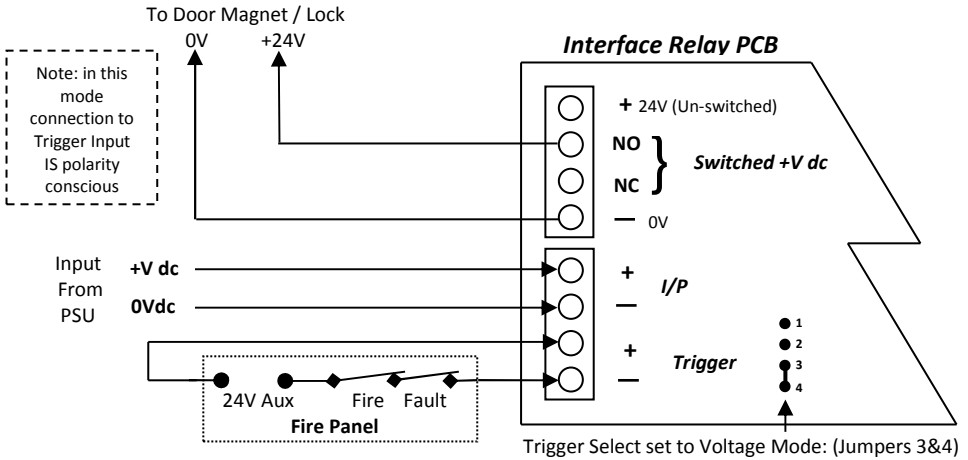 To Door Magnet / Lock
0V +24V
Interface Relay PCB
Note: in this
mode
connection to
Trigger Input
IS polarity
conscious
+ 24V (Un-switched)
NO
NC
} Switched +V dc
— 0V
Input
From
PSU
+V dc
0Vdc
+
—
I/P
+
—
Trigger
1
2
3
4
24V Aux Fire Fault
Fire Panel
Trigger Select set to Voltage Mode: (Jumpers 3&4)